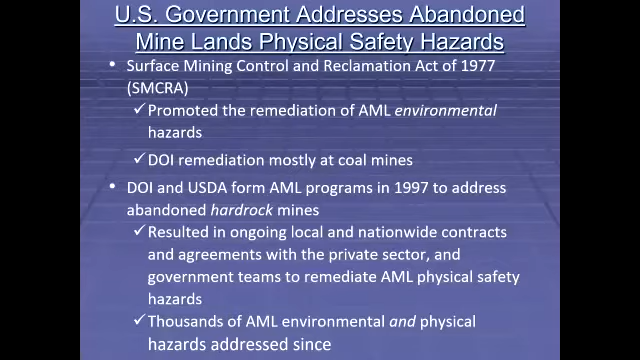 U.S. Government Addresses Abandoned
Mine Lands Physical Safety Hazards
• Surface Mining Control and Reclamation Act of 1977
(SMCRA)
✓Promoted the remediation of AML environmental
hazards
✓DOI remediation mostly at coal mines
• DOI and USDA form AML programs in 1997 to address
abandoned hardrock mines
✓Resulted in ongoing local and nationwide contracts
and agreements with the private sector, and
government teams to remediate AML physical safety
hazards
✓Thousands of AML environmental and physical
hazards addressed since